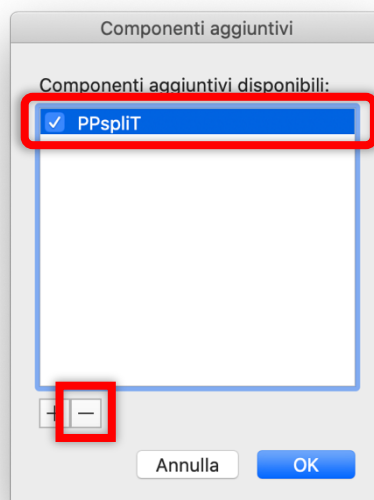 Componenti aggiuntivi
Componenti aggiuntivi disponibili:
PPspliT
+ −
Annulla OK